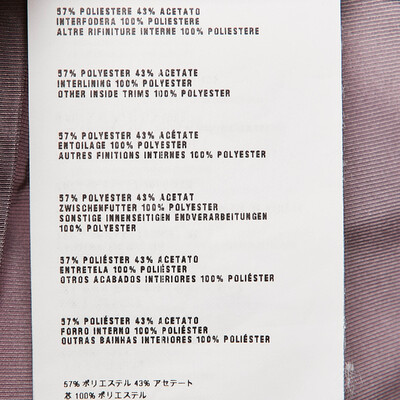 57% POLIESTERE 43% ACETATO
INTERFODERA 100% POLIESTERE
ALTRE RIFINITURE INTERNE 100% POLIESTERE
57% POLYESTER 43% ACETATE
INTERLINING 100% POLYESTER
OTHER INSIDE TRIMS 100% POLYESTER
57% POLYESTER 43% ACÉTATE
ENTOILAGE 100% POLYESTER
AUTRES FINITIONS INTERNES 100% POLYESTER
57% POLYESTER 43% ACETAT
ZWISCHENFUTTER 100% POLYESTER
SONSTIGE INNENSEITIGEN ENDVERARBEITUNGEN
100% POLYESTER
57% POLIÉSTER 43% ACETATO
ENTRETELA 100% POLIÉSTER
OTROS ACABADOS INTERIORES 100% POLIÉSTER
57% POLIÉSTER 43% ACETATO
FORRO INTERNO 100% POLIÉSTER
OUTRAS BAINHAS INTERIORES 100% POLIÉSTER
57% ポリエステル 43% アセテート
芯 100% ポリエステル